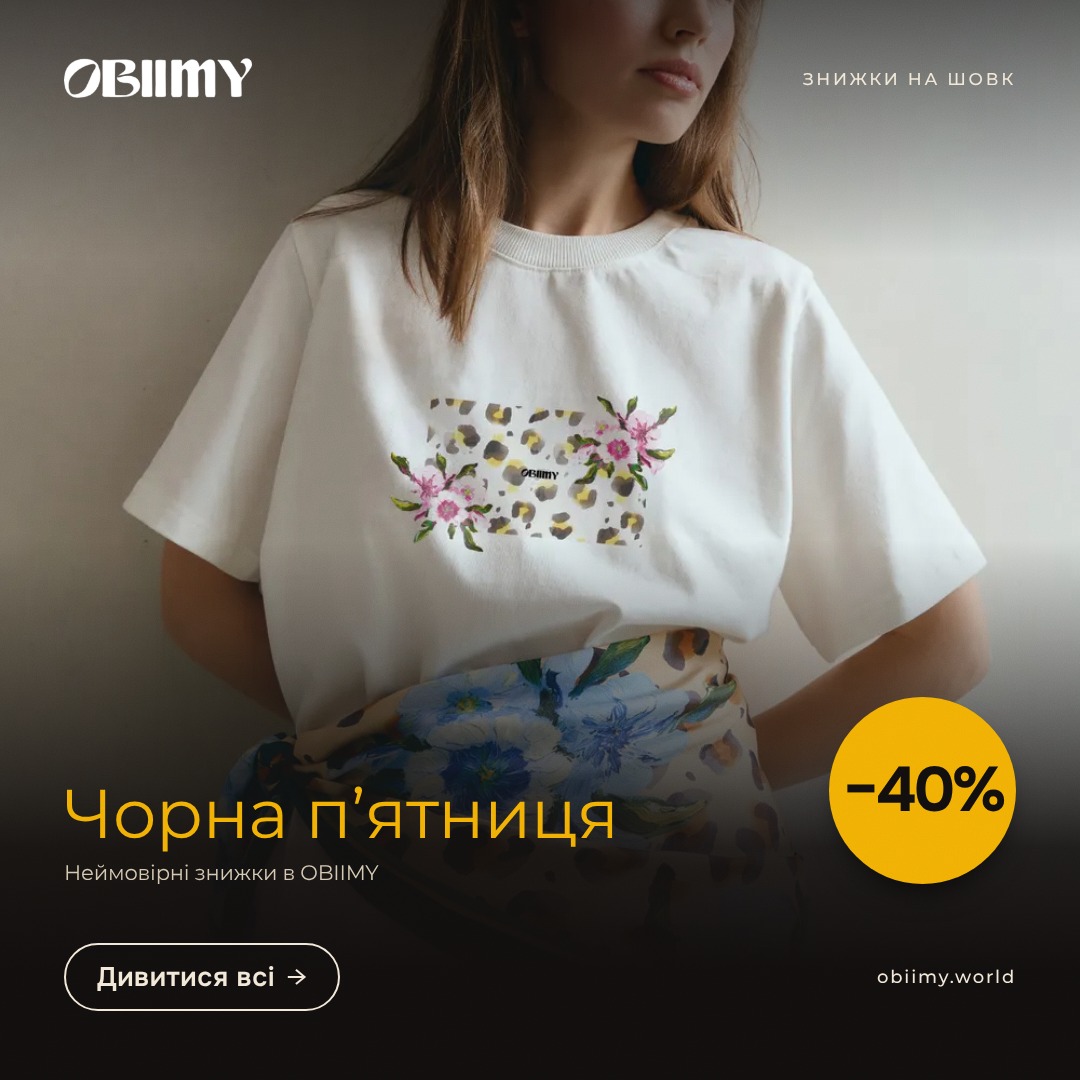 OBIIMY
ЗНИЖКИ НА ШОВК
OBIIMY
−40%
Чорна п’ятниця
Неймовірні знижки в OBIIMY
Дивитися всі →
obiimy.world